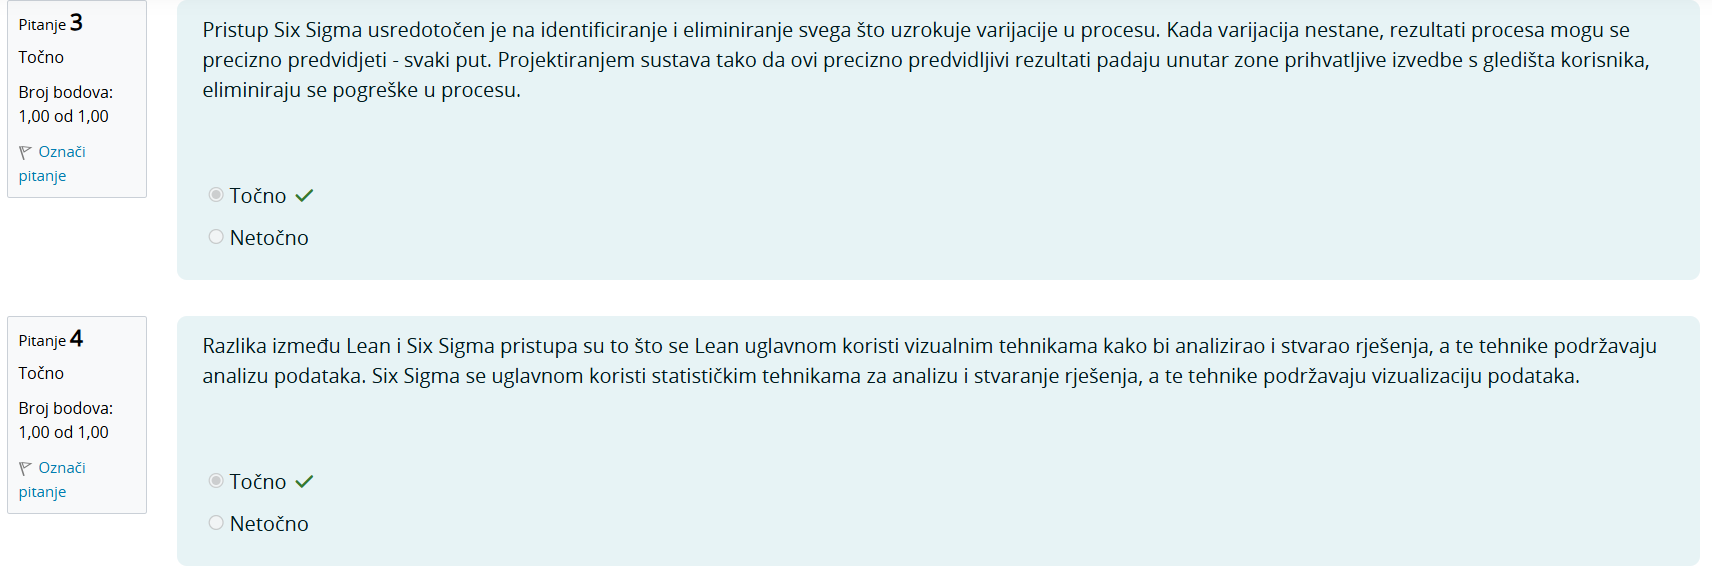 Pitanje 3
Točno
Broj bodova:
1,00 od 1,00
Označi
pitanje
Pristup Six Sigma usredotočen je na identificiranje i eliminiranje svega što uzrokuje varijacije u procesu. Kada varijacija nestane, rezultati procesa mogu se
precizno predvidjeti - svaki put. Projektiranjem sustava tako da ovi precizno predvidljivi rezultati padaju unutar zone prihvatljive izvedbe s gledišta korisnika,
eliminiraju se pogreške u procesu.
Točno
Netočno
Pitanje 4
Točno
Broj bodova:
1,00 od 1,00
Označi
pitanje
Razlika između Lean i Six Sigma pristupa su to što se Lean uglavnom koristi vizualnim tehnikama kako bi analizirao i stvarao rješenja, a te tehnike podržavaju
analizu podataka. Six Sigma se uglavnom koristi statističkim tehnikama za analizu i stvaranje rješenja, a te tehnike podržavaju vizualizaciju podataka.
Točno
Netočno